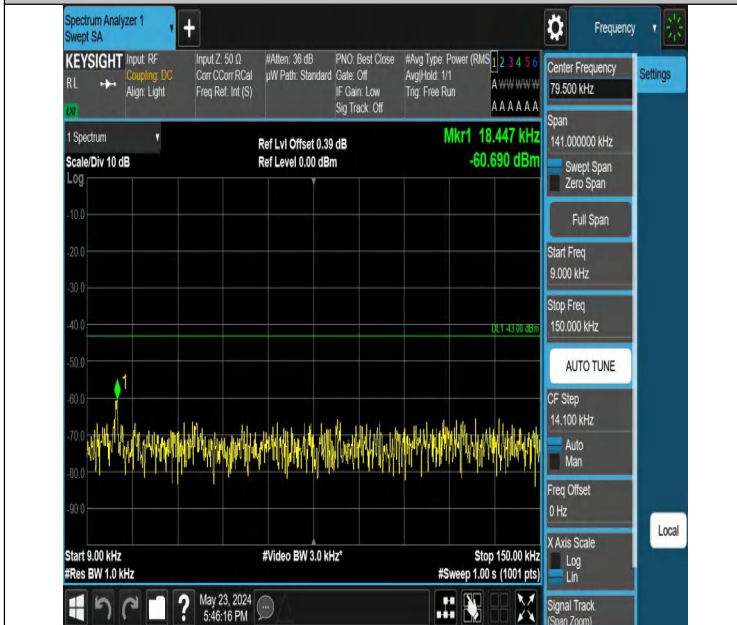 Spectrum Analyzer 1
Swept SA
Frequency
KEYSIGHT
RL
Input: RF
Coupling: DC
Align: Light
Input Z: 50 Ω
Corr CCorr RCal
Freq Ref: Int (S)
#Atten: 36 dB
µW Path: Standard
PNO: Best Close
Gate: Off
IF Gain: Low
Sig Track: Off
#Avg Type: Power (RMS
Avg|Hold: 1/1
Trig: Free Run
1 2 3 4 5 6
A W W W W W
A A A A A A
1 Spectrum
Scale/Div 10 dB
Log
Ref Lvl Offset 0.39 dB
Ref Level 0.00 dBm
Mkr1 18.447 kHz
-60.690 dBm
-10.0
-20.0
-30.0
-40.0
-50.0
-60.0
-70.0
-80.0
-90.0
DL1 -43.00 dBm
1
Start 9.00 kHz
#Res BW 1.0 kHz
#Video BW 3.0 kHz*
Stop 150.00 kHz
#Sweep 1.00 s (1001 pts)
Center Frequency
79.500 kHz
Settings
Span
141.000000 kHz
Swept Span
Zero Span
Full Span
Start Freq
9.000 kHz
Stop Freq
150.000 kHz
AUTO TUNE
CF Step
14.100 kHz
Auto
Man
Freq Offset
0 Hz
X Axis Scale
Log
Lin
Signal Track
(Span Zoom)
Local
?
May 23, 2024
5:46:16 PM